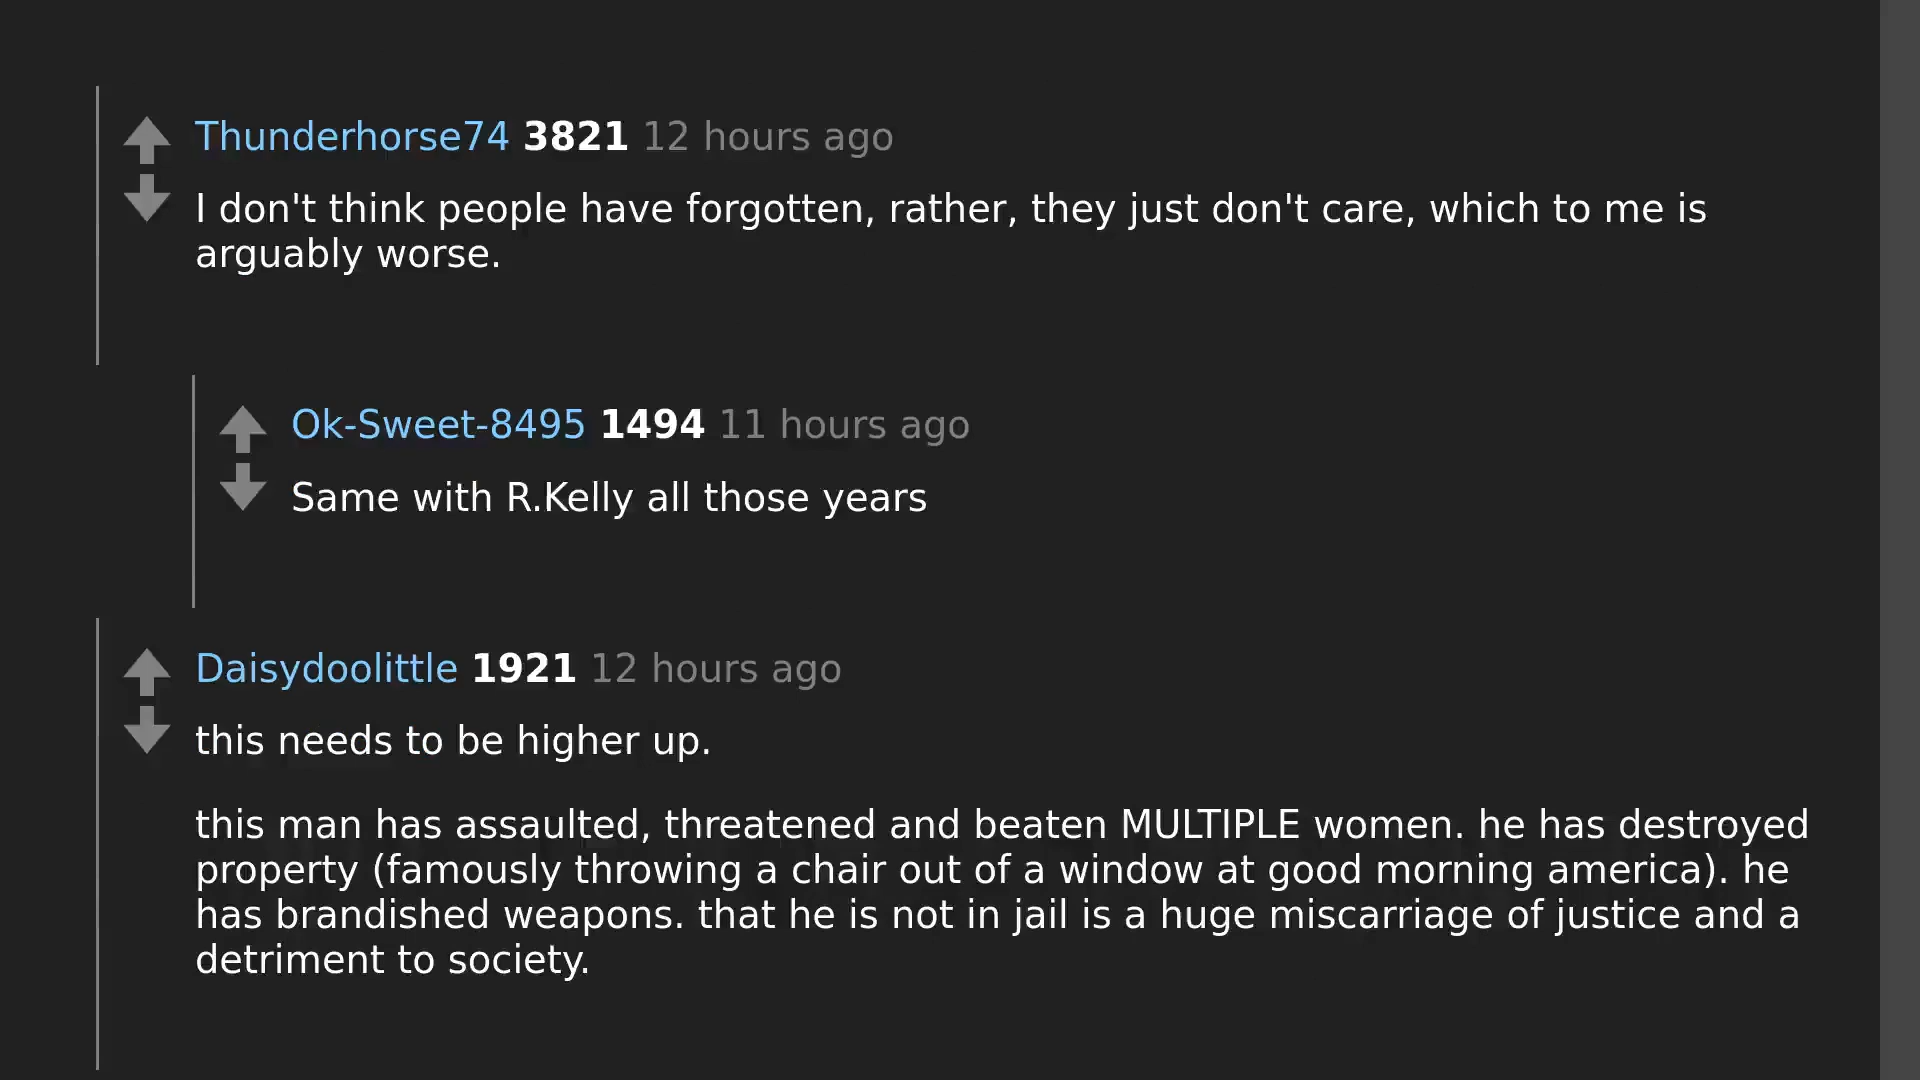 Thunderhorse74 3821 12 hours ago
I don't think people have forgotten, rather, they just don't care, which to me is
arguably worse.
Ok-Sweet-8495 1494 11 hours ago
Same with R.Kelly all those years
Daisydoolittle 1921 12 hours ago
this needs to be higher up.
this man has assaulted, threatened and beaten MULTIPLE women. he has destroyed
property (famously throwing a chair out of a window at good morning america). he
has brandished weapons. that he is not in jail is a huge miscarriage of justice and a
detriment to society.